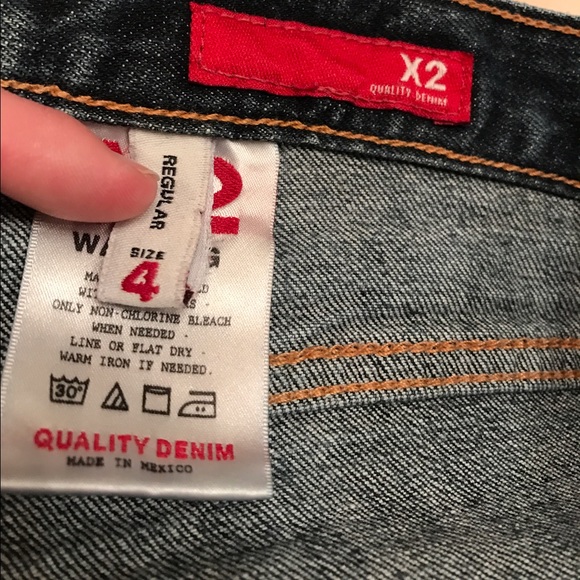 X2
QUALITY DENIM
REGULAR
SIZE
4
2
ONLY NON-CHLORINE BLEACH
WHEN NEEDED -
LINE OR FLAT DRY -
WARM IRON IF NEEDED.
30°
QUALITY DENIM
MADE IN MEXICO